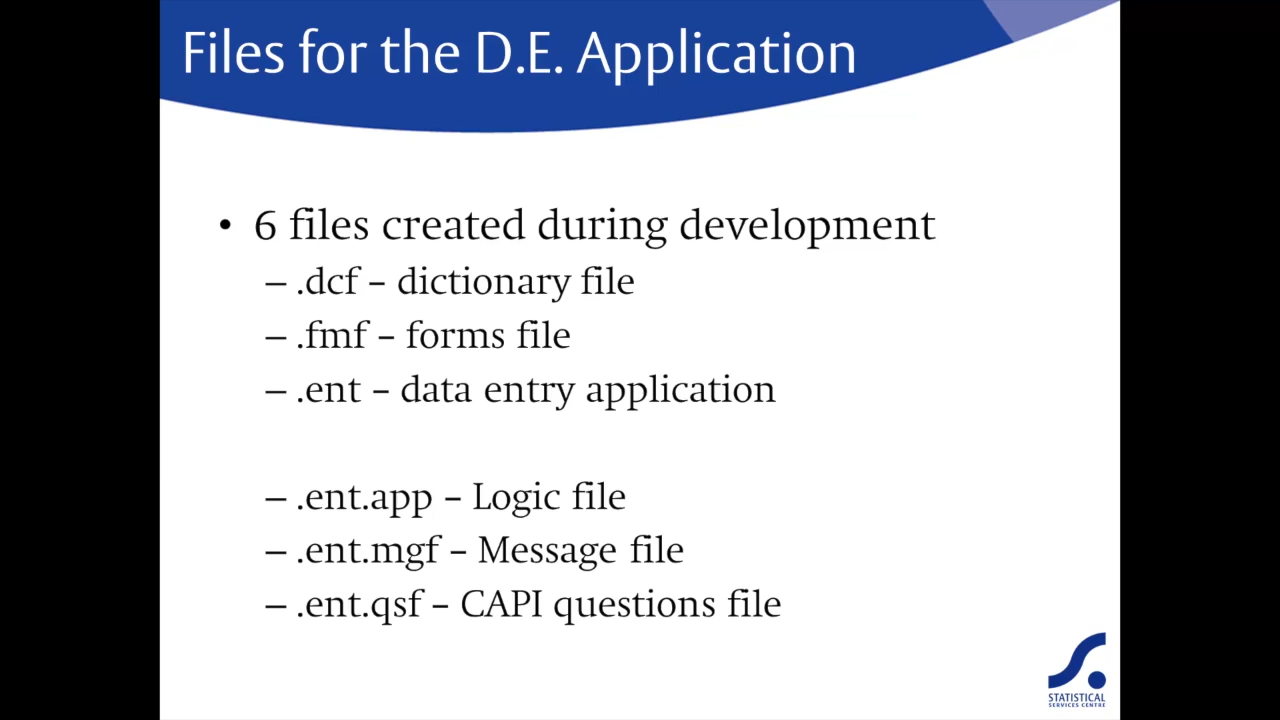 Files for the D.E. Application
• 6 files created during development
– .dcf – dictionary file
– .fmf – forms file
– .ent – data entry application
– .ent.app – Logic file
– .ent.mgf – Message file
– .ent.qsf – CAPI questions file
STATISTICAL
SERVICES CENTRE